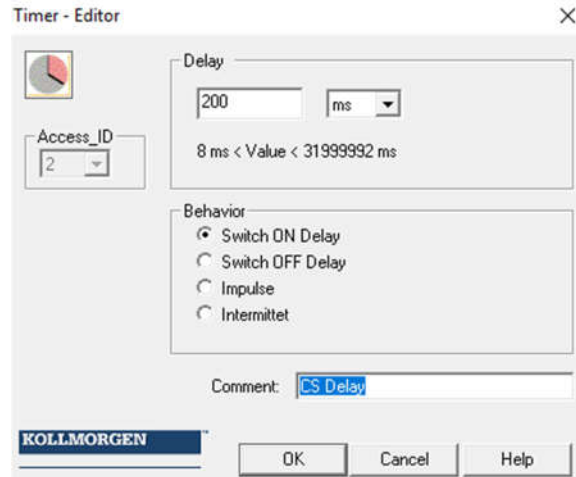 Timer - Editor
Delay
200
ms
Access_ID
2
8 ms < Value < 31999992 ms
Behavior
Switch ON Delay
Switch OFF Delay
Impulse
Intermittet
Comment:
CS Delay
KOLLMORGEN
OK
Cancel
Help